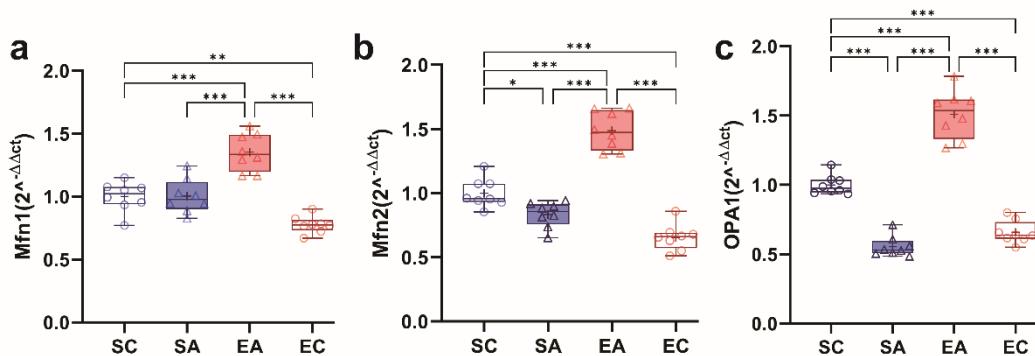 a
**
***
*** ***
Mfn1(2^-ΔΔct)
2.0
1.5
1.0
0.5
0.0
SC SA EA EC
b
***
***
* *** ***
Mfn2(2^-ΔΔct)
2.0
1.5
1.0
0.5
0.0
SC SA EA EC
c
***
***
*** *** ***
OPA1(2^-ΔΔct)
2.0
1.5
1.0
0.5
0.0
SC SA EA EC